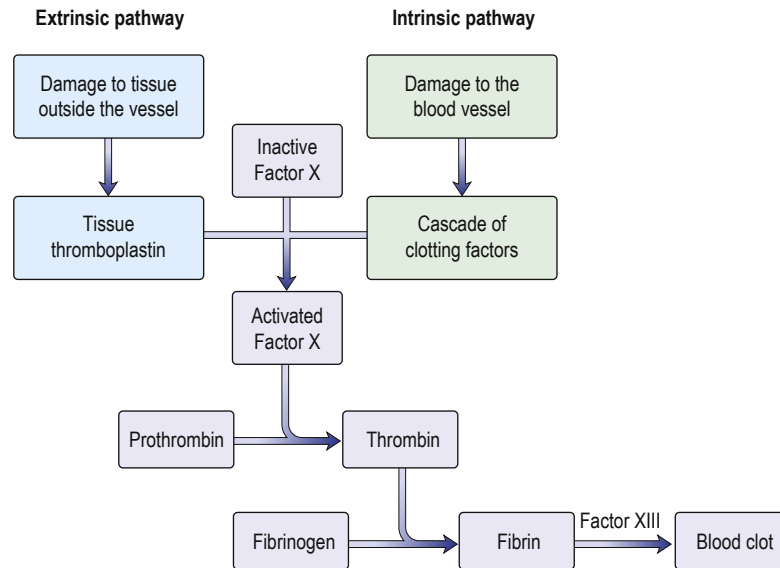 Extrinsic pathway
Intrinsic pathway
Damage to tissue
outside the vessel
Damage to the
blood vessel
Inactive
Factor X
Tissue
thromboplastin
Cascade of
clotting factors
Activated
Factor X
Prothrombin
Thrombin
Fibrinogen
Fibrin
Factor XIII
Blood clot